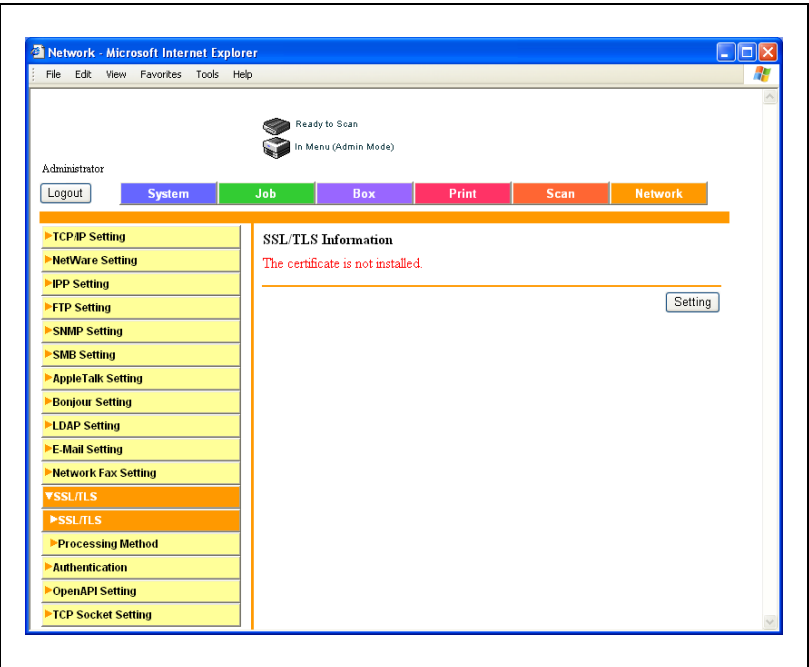 Network - Microsoft Internet Explorer
File Edit View Favorites Tools Help
Ready to Scan
In Menu (Admin Mode)
Administrator
Logout System Job Box Print Scan Network
TCP/IP Setting
NetWare Setting
IPP Setting
FTP Setting
SNMP Setting
SMB Setting
AppleTalk Setting
Bonjour Setting
LDAP Setting
E-Mail Setting
Network Fax Setting
SSL/TLS
SSL/TLS
Processing Method
Authentication
OpenAPI Setting
TCP Socket Setting
SSL/TLS Information
The certificate is not installed.
Setting